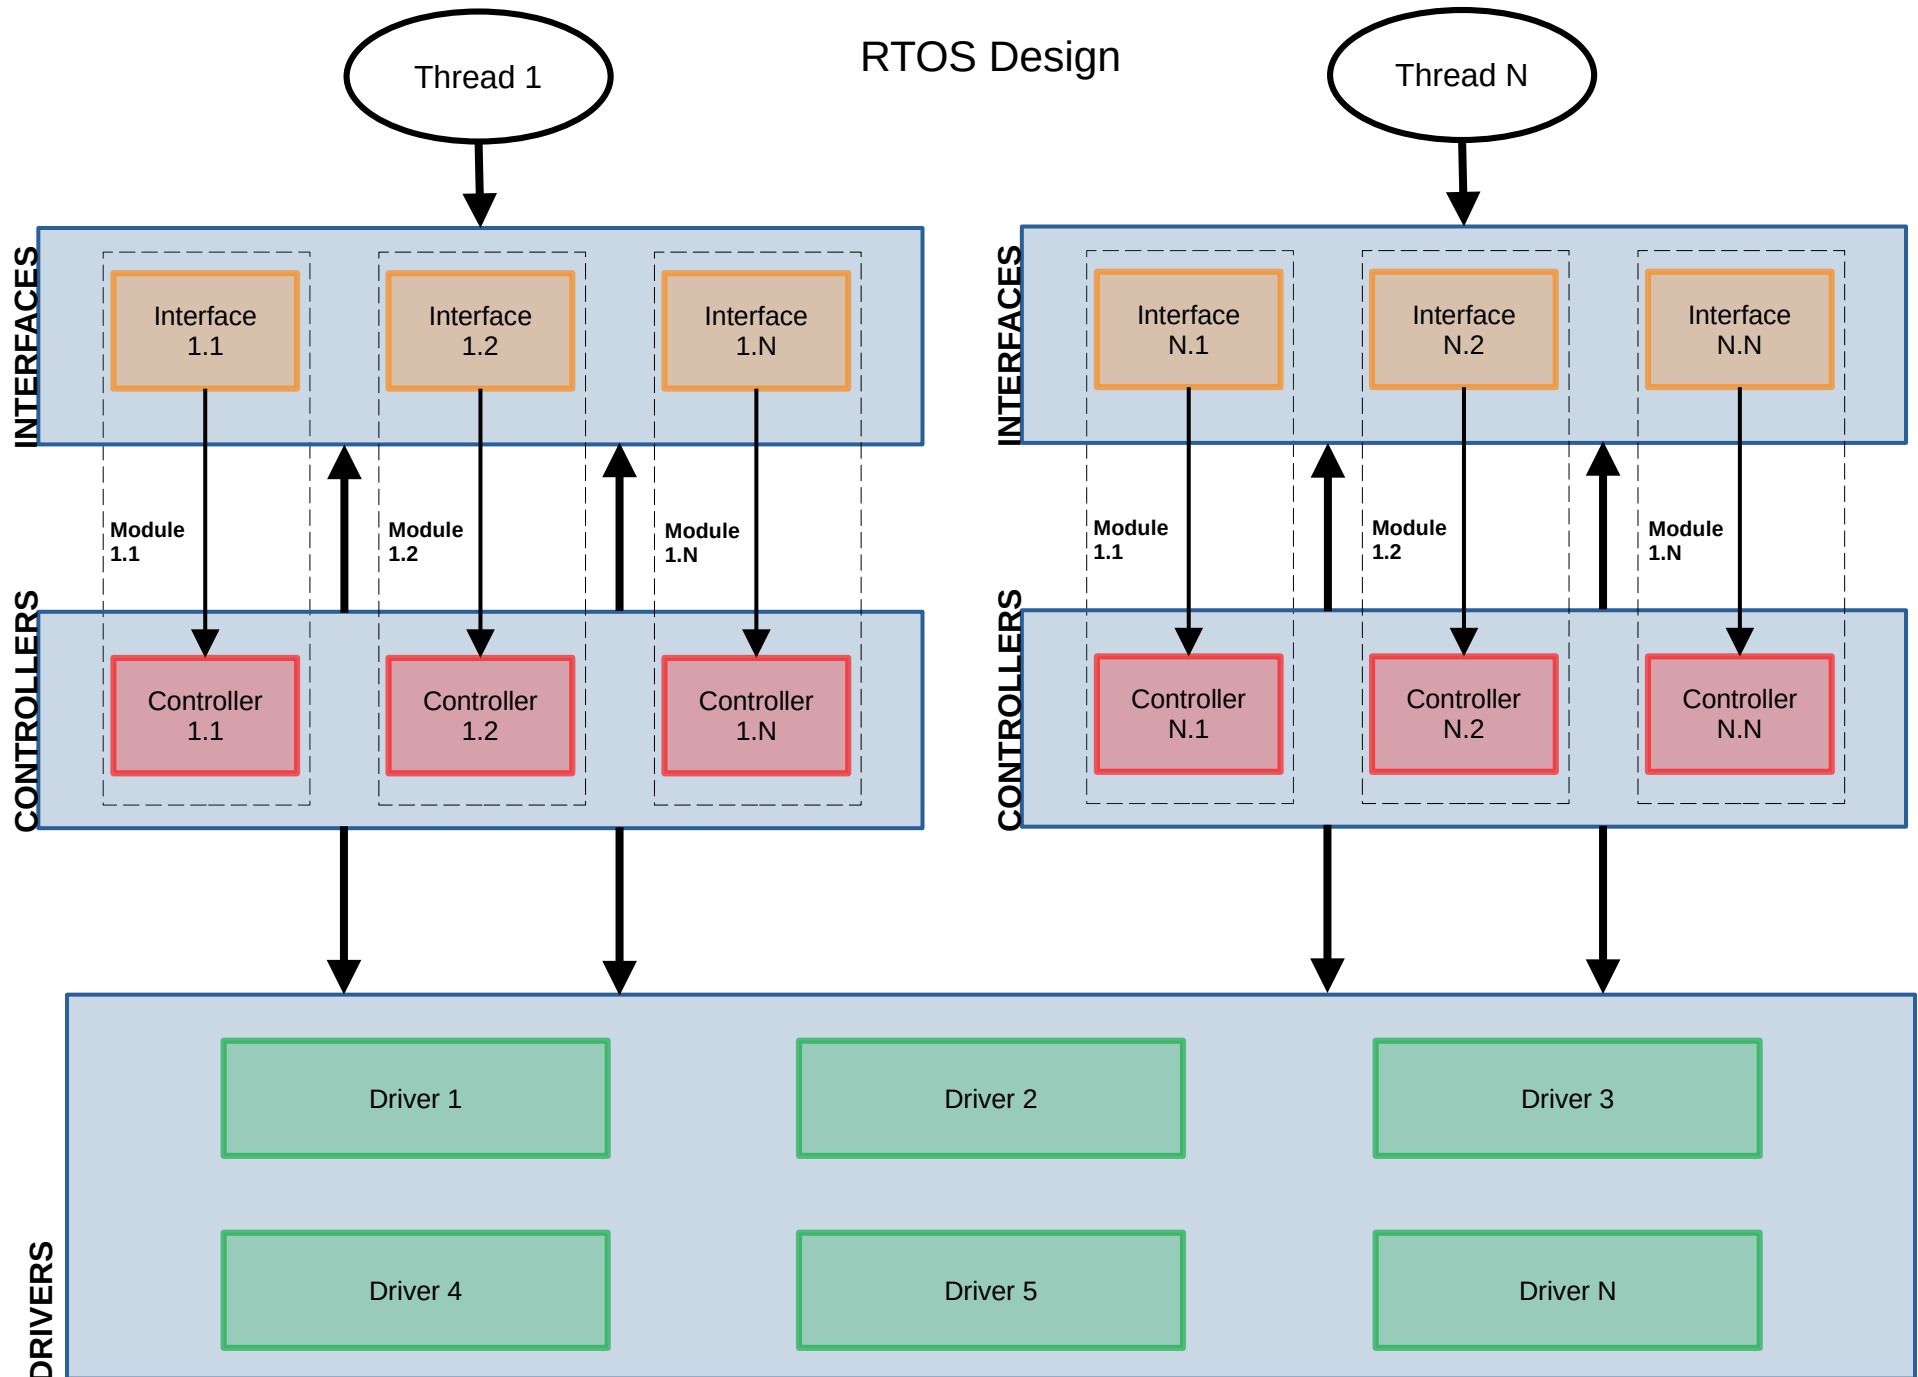 RTOS Design
Thread 1
Thread N
INTERFACES
Interface
1.1
Interface
1.2
Interface
1.N
INTERFACES
Interface
N.1
Interface
N.2
Interface
N.N
Module
1.1
Module
1.2
Module
1.N
Module
1.1
Module
1.2
Module
1.N
CONTROLLERS
Controller
1.1
Controller
1.2
Controller
1.N
CONTROLLERS
Controller
N.1
Controller
N.2
Controller
N.N
DRIVERS
Driver 1
Driver 2
Driver 3
Driver 4
Driver 5
Driver N